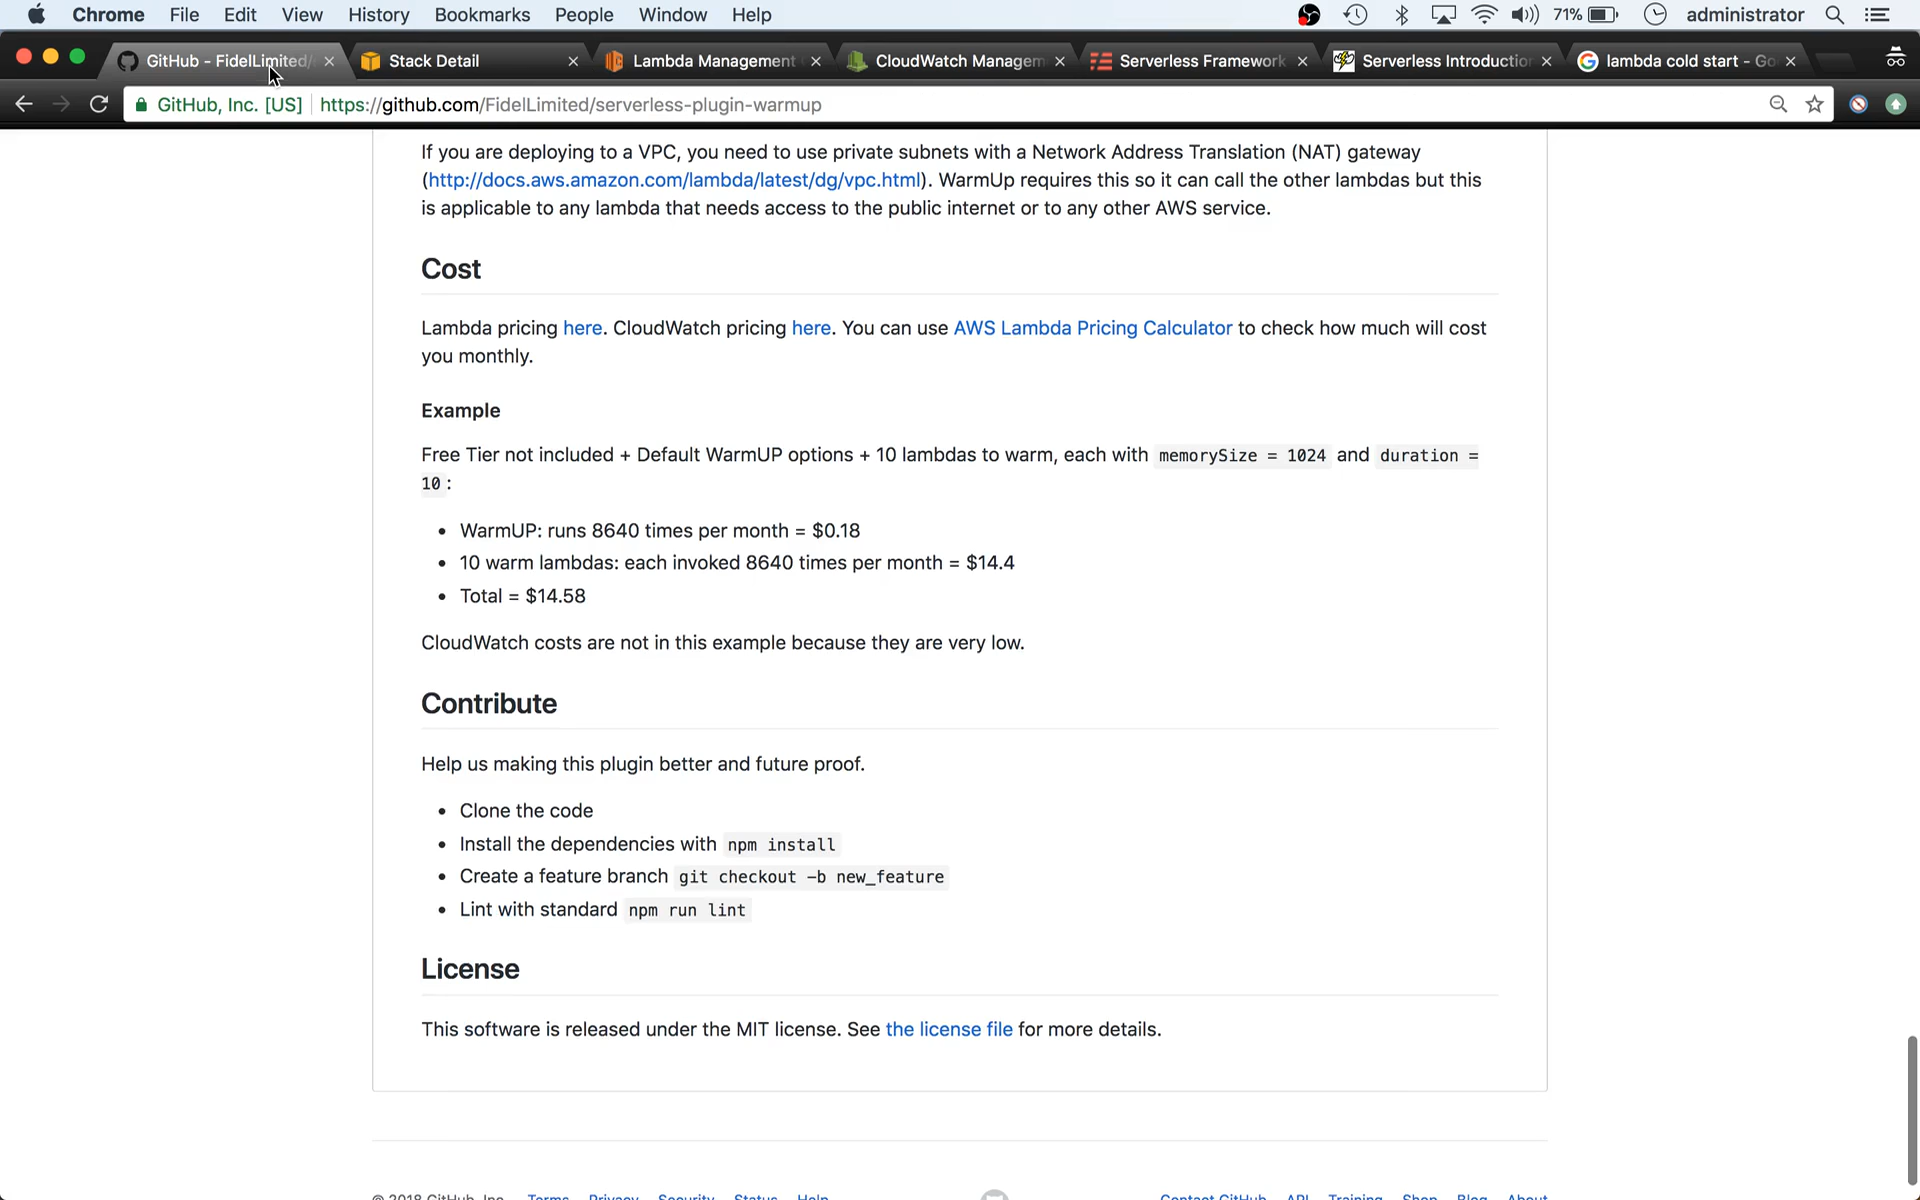 Chrome File Edit View History Bookmarks People Window Help 71% administrator
GitHub - FidelLimited/ Stack Detail Lambda Management CloudWatch Managem Serverless Framework Serverless Introduction lambda cold start - Go
GitHub, Inc. [US] https://github.com/FidelLimited/serverless-plugin-warmup
If you are deploying to a VPC, you need to use private subnets with a Network Address Translation (NAT) gateway
(http://docs.aws.amazon.com/lambda/latest/dg/vpc.html). WarmUp requires this so it can call the other lambdas but this
is applicable to any lambda that needs access to the public internet or to any other AWS service.
Cost
Lambda pricing here. CloudWatch pricing here. You can use AWS Lambda Pricing Calculator to check how much will cost
you monthly.
Example
Free Tier not included + Default WarmUP options + 10 lambdas to warm, each with memorySize = 1024 and duration =
10 :
• WarmUP: runs 8640 times per month = $0.18
• 10 warm lambdas: each invoked 8640 times per month = $14.4
• Total = $14.58
CloudWatch costs are not in this example because they are very low.
Contribute
Help us making this plugin better and future proof.
• Clone the code
• Install the dependencies with npm install
• Create a feature branch git checkout -b new_feature
• Lint with standard npm run lint
License
This software is released under the MIT license. See the license file for more details.
© 2018 GitHub, Inc. Terms Privacy Security Status Help Contact GitHub API Training Shop Blog About